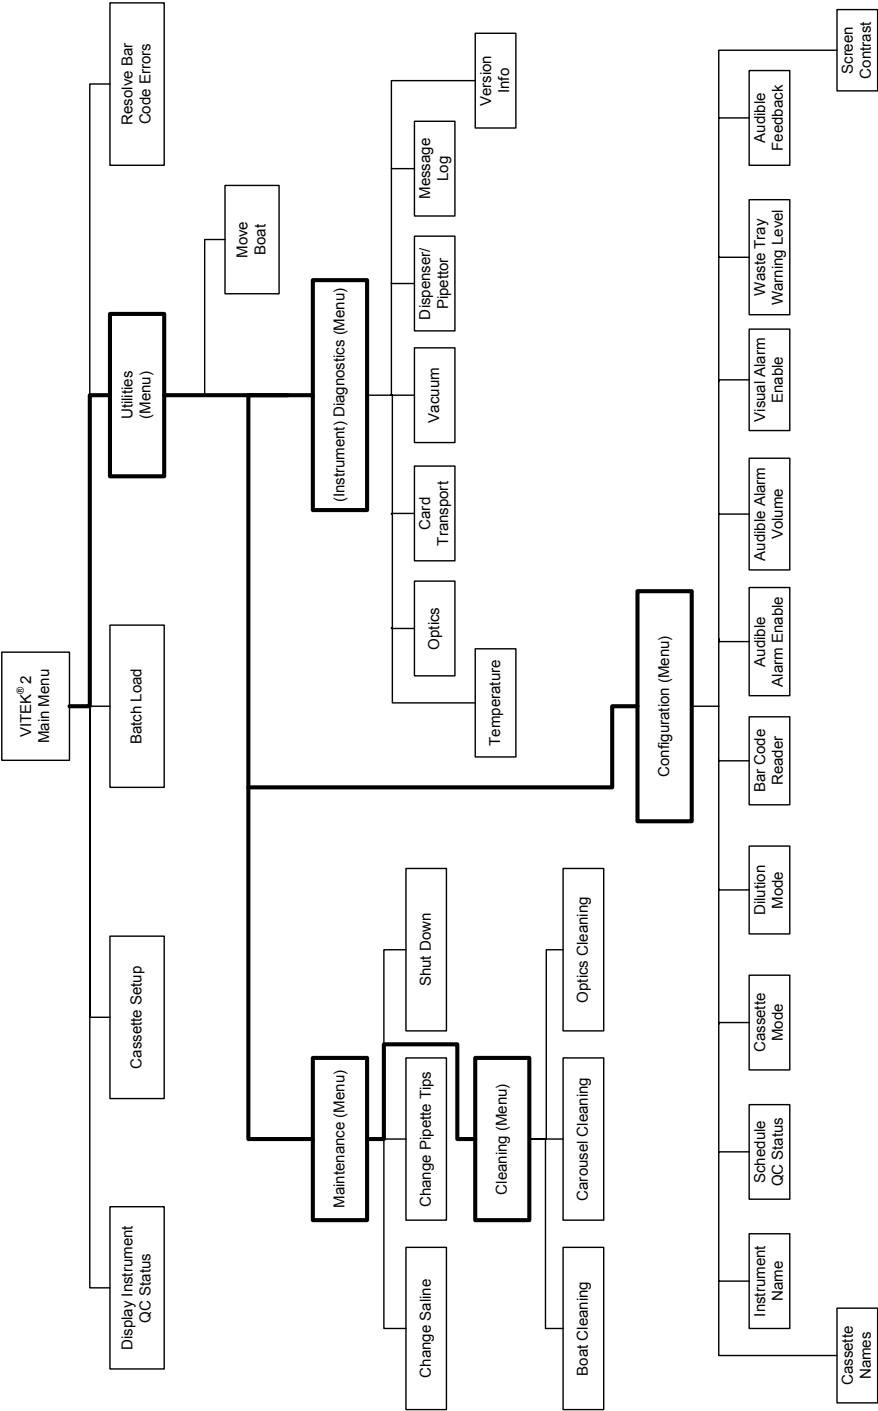 VITEK® 2
Main Menu
Display Instrument
QC Status
Cassette Setup
Batch Load
Utilities
(Menu)
Resolve Bar
Code Errors
Move
Boat
Maintenance (Menu)
(Instrument) Diagnostics (Menu)
Change Saline
Change Pipette Tips
Shut Down
Optics
Card
Transport
Vacuum
Dispenser/
Pipettor
Message
Log
Temperature
Version
Info
Cleaning (Menu)
Boat Cleaning
Carousel Cleaning
Optics Cleaning
Configuration (Menu)
Instrument
Name
Schedule
QC Status
Cassette
Mode
Dilution
Mode
Bar Code
Reader
Audible
Alarm Enable
Audible Alarm
Volume
Visual Alarm
Enable
Waste Tray
Warning Level
Audible
Feedback
Cassette
Names
Screen
Contrast